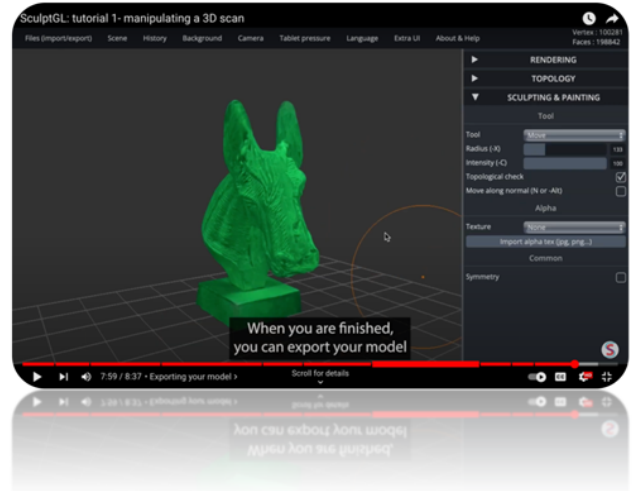 SculptGL: tutorial 1- manipulating a 3D scan
Files (import/export) Scene History Background Camera Tablet pressure Language Extra UI About & Help
Vertex : 100281
Faces : 198842
RENDERING
TOPOLOGY
SCULPTING & PAINTING
Tool
Tool Move
Radius (-X) 133
Intensity (-C) 100
Topological check
Move along normal (N or -Alt)
Alpha
Texture None
Import alpha tex (jpg, png...)
Common
Symmetry
S
When you are finished,
you can export your model
7:59 / 8:37 • Exporting your model ›
Scroll for details